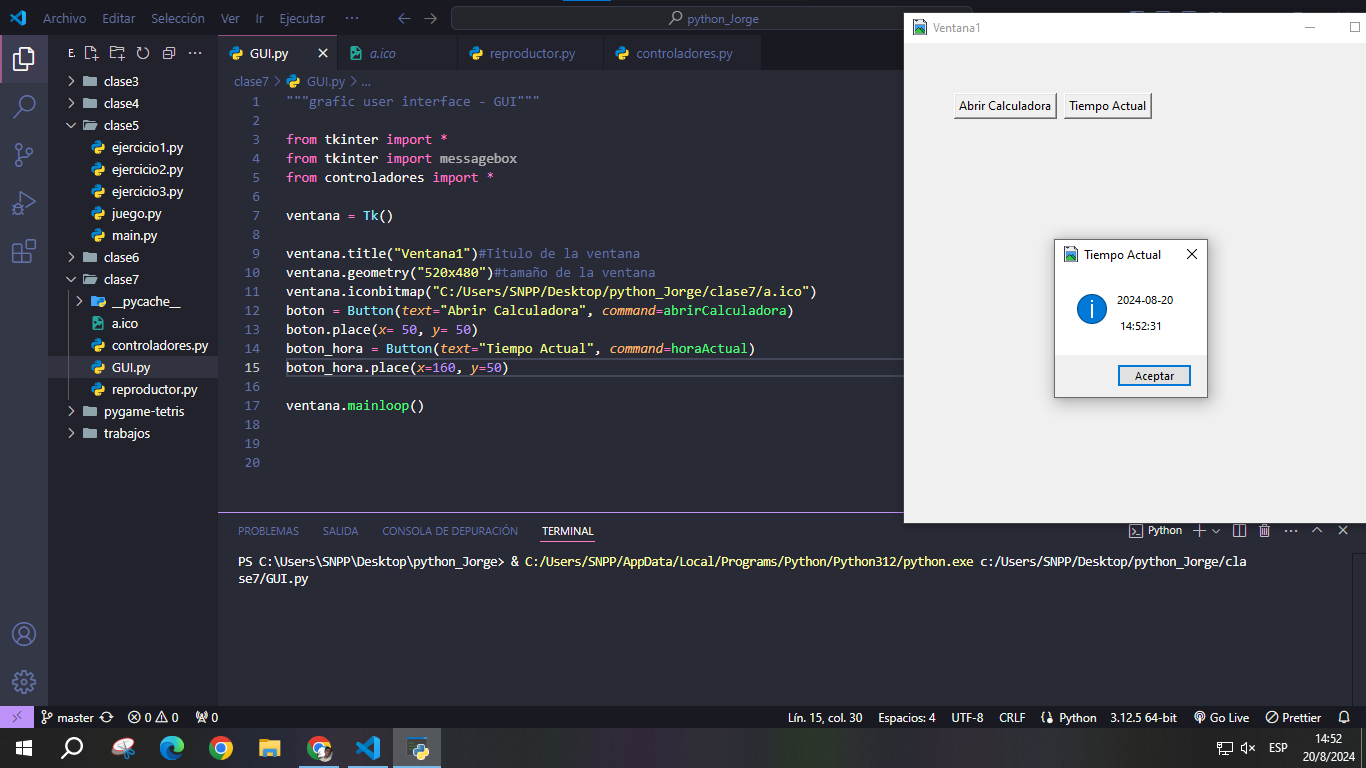 Archivo Editar Selección Ver Ir Ejecutar ··· python_Jorge
E. ···
clase3
clase4
clase5
ejercicio1.py
ejercicio2.py
ejercicio3.py
juego.py
main.py
clase6
clase7
__pycache__
a.ico
controladores.py
GUI.py
reproductor.py
pygame-tetris
trabajos
GUI.py a.ico reproductor.py controladores.py
clase7 > GUI.py > ...
1 """grafic user interface - GUI"""
2
3 from tkinter import *
4 from tkinter import messagebox
5 from controladores import *
6
7 ventana = Tk()
8
9 ventana.title("Ventana1")#Titulo de la ventana
10 ventana.geometry("520x480")#tamaño de la ventana
11 ventana.iconbitmap("C:/Users/SNPP/Desktop/python_Jorge/clase7/a.ico")
12 boton = Button(text="Abrir Calculadora", command=abrirCalculadora)
13 boton.place(x= 50, y= 50)
14 boton_hora = Button(text="Tiempo Actual", command=horaActual)
15 boton_hora.place(x=160, y=50)
16
17 ventana.mainloop()
18
19
20
Ventana1
Abrir Calculadora Tiempo Actual
Tiempo Actual
2024-08-20
14:52:31
Aceptar
PROBLEMAS SALIDA CONSOLA DE DEPURACIÓN TERMINAL Python ···
PS C:\Users\SNPP\Desktop\python_Jorge> & C:/Users/SNPP/AppData/Local/Programs/Python/Python312/python.exe c:/Users/SNPP/Desktop/python_Jorge/cla
se7/GUI.py
master 0 0 0 Lín. 15, col. 30 Espacios: 4 UTF-8 CRLF Python 3.12.5 64-bit Go Live Prettier
ESP
14:52
20/8/2024